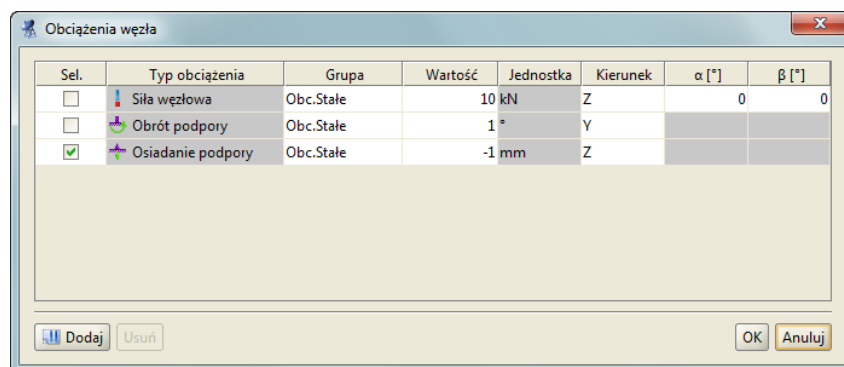 Obciążenia węzła
Sel. Typ obciążenia Grupa Wartość Jednostka Kierunek α [°] β [°]
Siła węzłowa Obc.Stałe 10 kN Z 0 0
Obrót podpory Obc.Stałe 1 ° Y
Osiadanie podpory Obc.Stałe -1 mm Z
Dodaj Usuń OK Anuluj